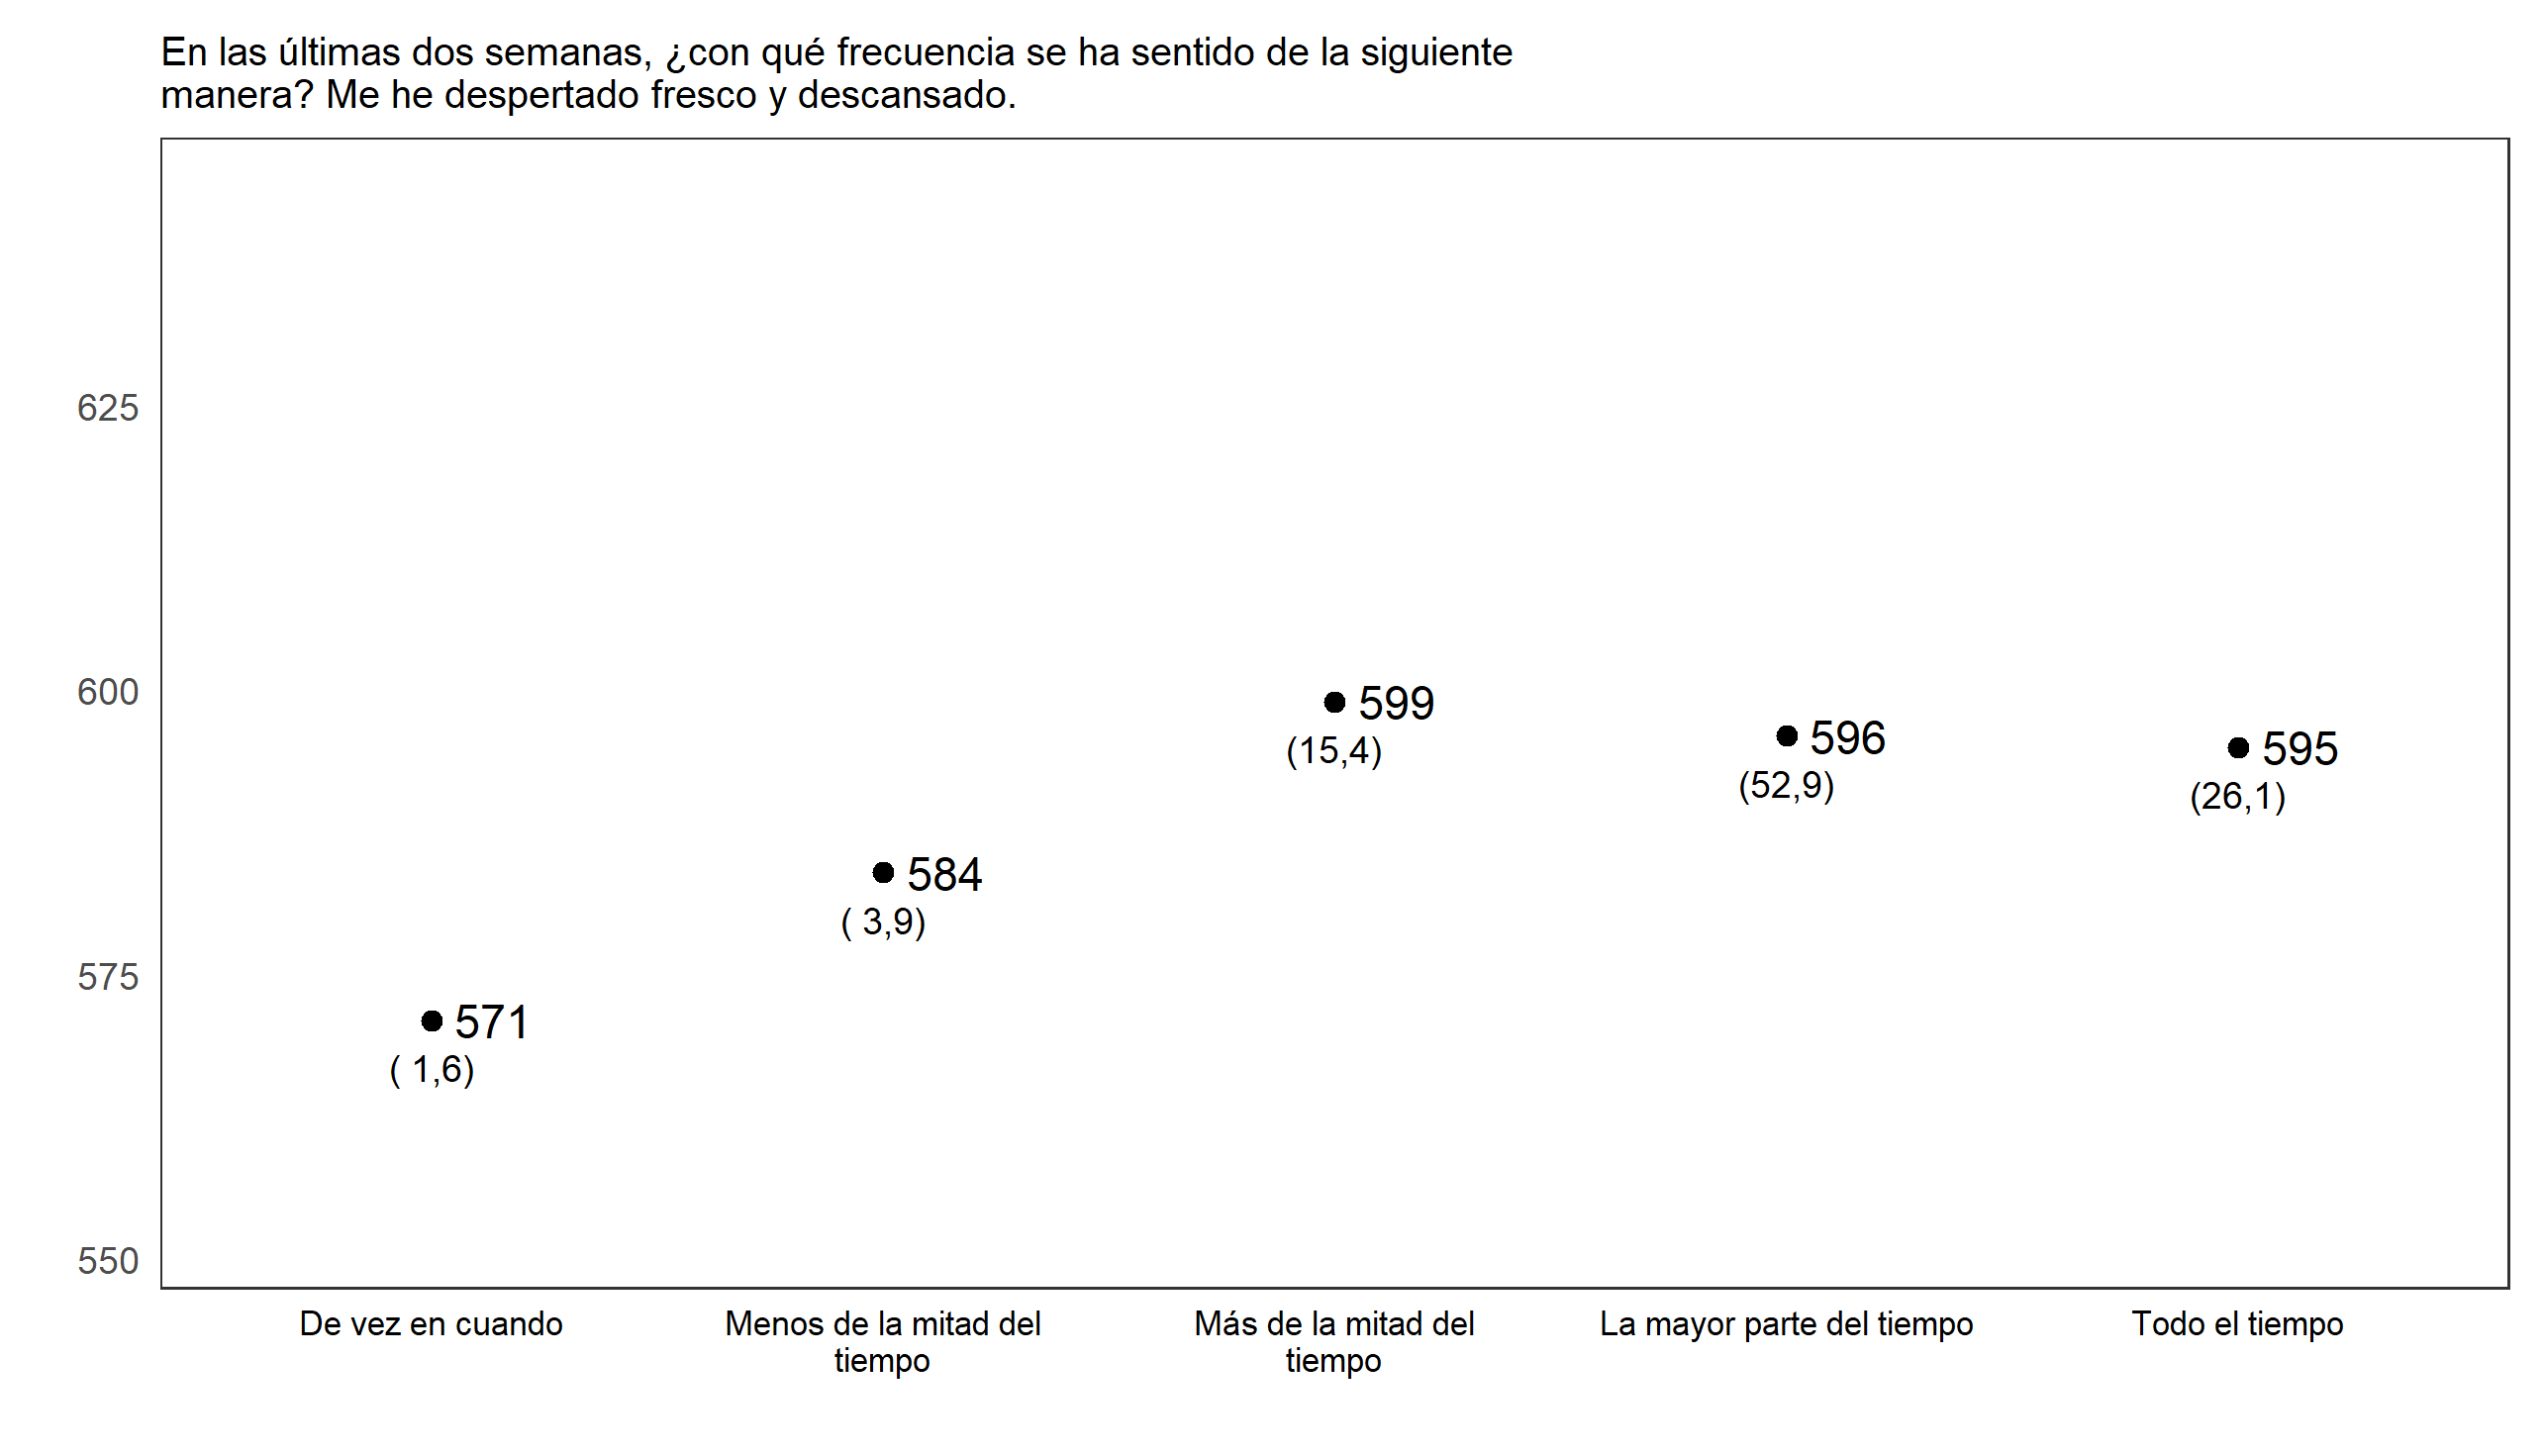 En las últimas dos semanas, ¿con qué frecuencia se ha sentido de la siguiente
manera? Me he despertado fresco y descansado.
625
600
575
550
599
(15,4)
596
(52,9)
595
(26,1)
584
( 3,9)
571
( 1,6)
De vez en cuando
Menos de la mitad del
tiempo
Más de la mitad del
tiempo
La mayor parte del tiempo
Todo el tiempo